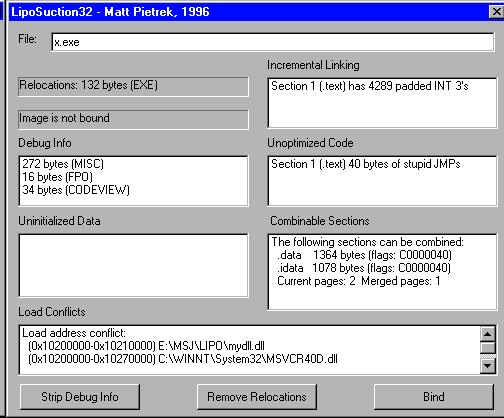 LipoSuction32 - Matt Pietrek, 1996
File:
x.exe
Relocations: 132 bytes (EXE)
Image is not bound
Incremental Linking
Section 1 (.text) has 4289 padded INT 3's
Debug Info
272 bytes (MISC)
16 bytes (FPO)
34 bytes (CODEVIEW)
Unoptimized Code
Section 1 (.text) 40 bytes of stupid JMPs
Uninitialized Data
Combinable Sections
The following sections can be combined:
.data 1364 bytes (flags: C0000040)
.idata 1078 bytes (flags: C0000040)
Current pages: 2 Merged pages: 1
Load Conflicts
Load address conflict:
(0x10200000-0x10210000) E:\MSJ\LIPO\mydll.dll
(0x10200000-0x10270000) C:\WINNT\System32\MSVCR40D.dll
Strip Debug Info
Remove Relocations
Bind